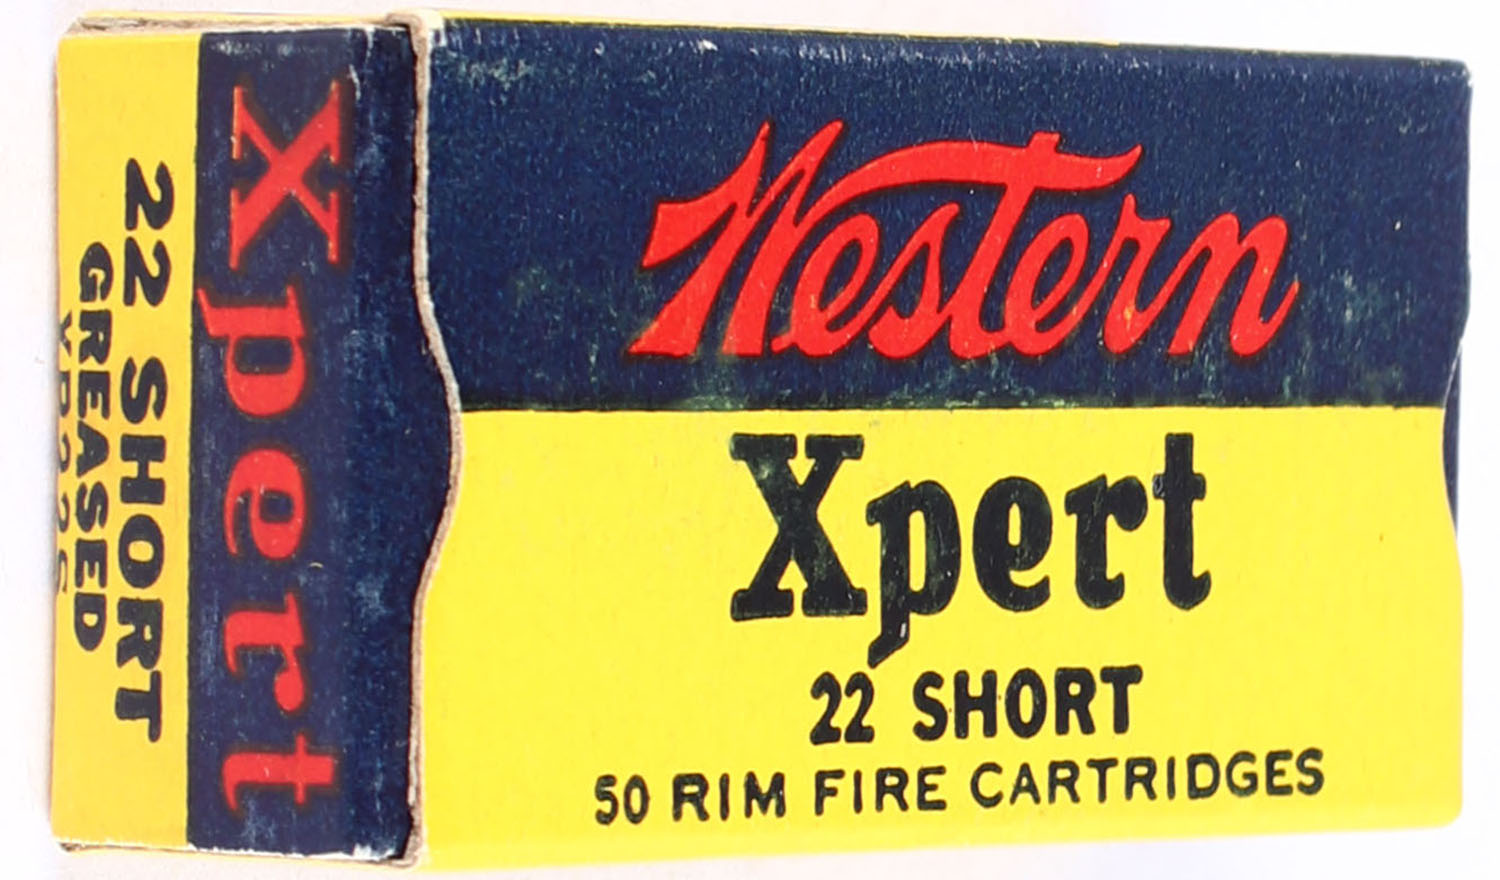 Western
Xpert
22 SHORT
50 RIM FIRE CARTRIDGES
Xpert
22 SHORT
GREASED